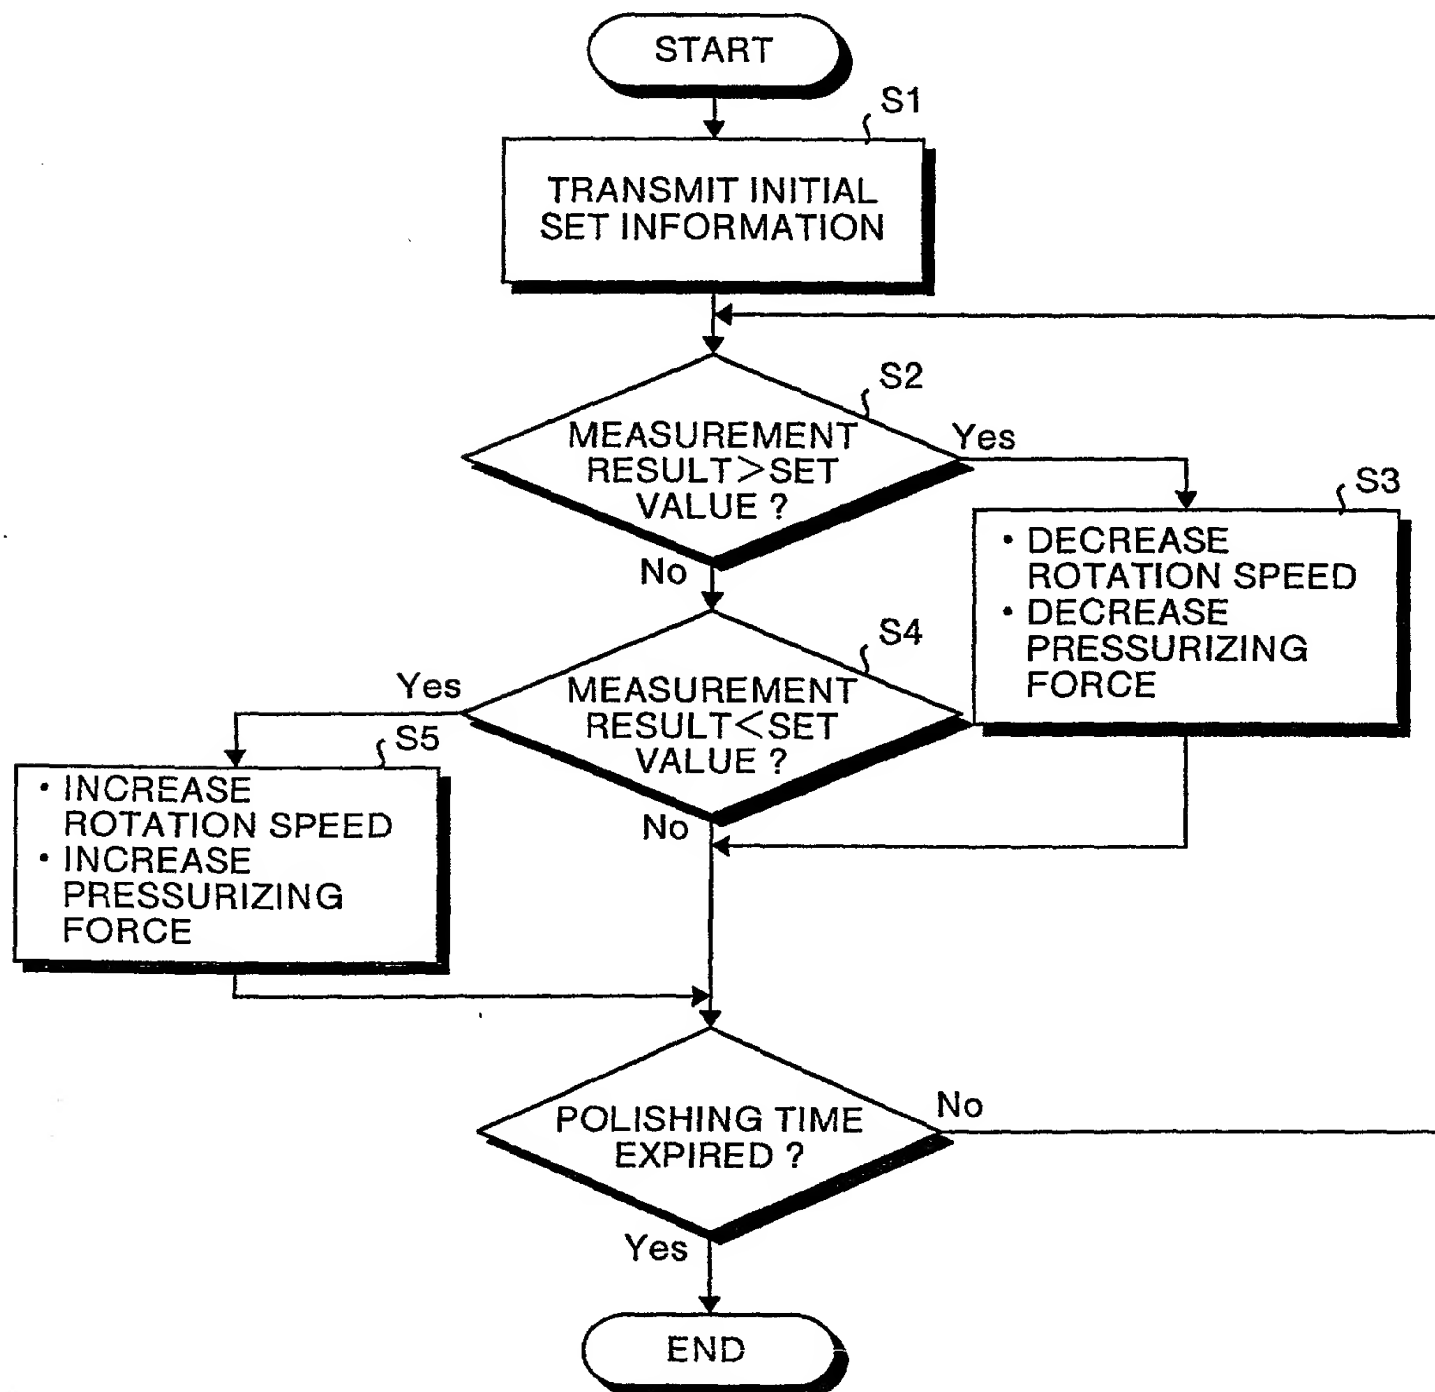 START
S1
TRANSMIT INITIAL
SET INFORMATION
S2
MEASUREMENT
RESULT>SET
VALUE ?
Yes
No
S3
• DECREASE
ROTATION SPEED
• DECREASE
PRESSURIZING
FORCE
S4
MEASUREMENT
RESULT<SET
VALUE ?
Yes
No
S5
• INCREASE
ROTATION SPEED
• INCREASE
PRESSURIZING
FORCE
POLISHING TIME
EXPIRED ?
No
Yes
END